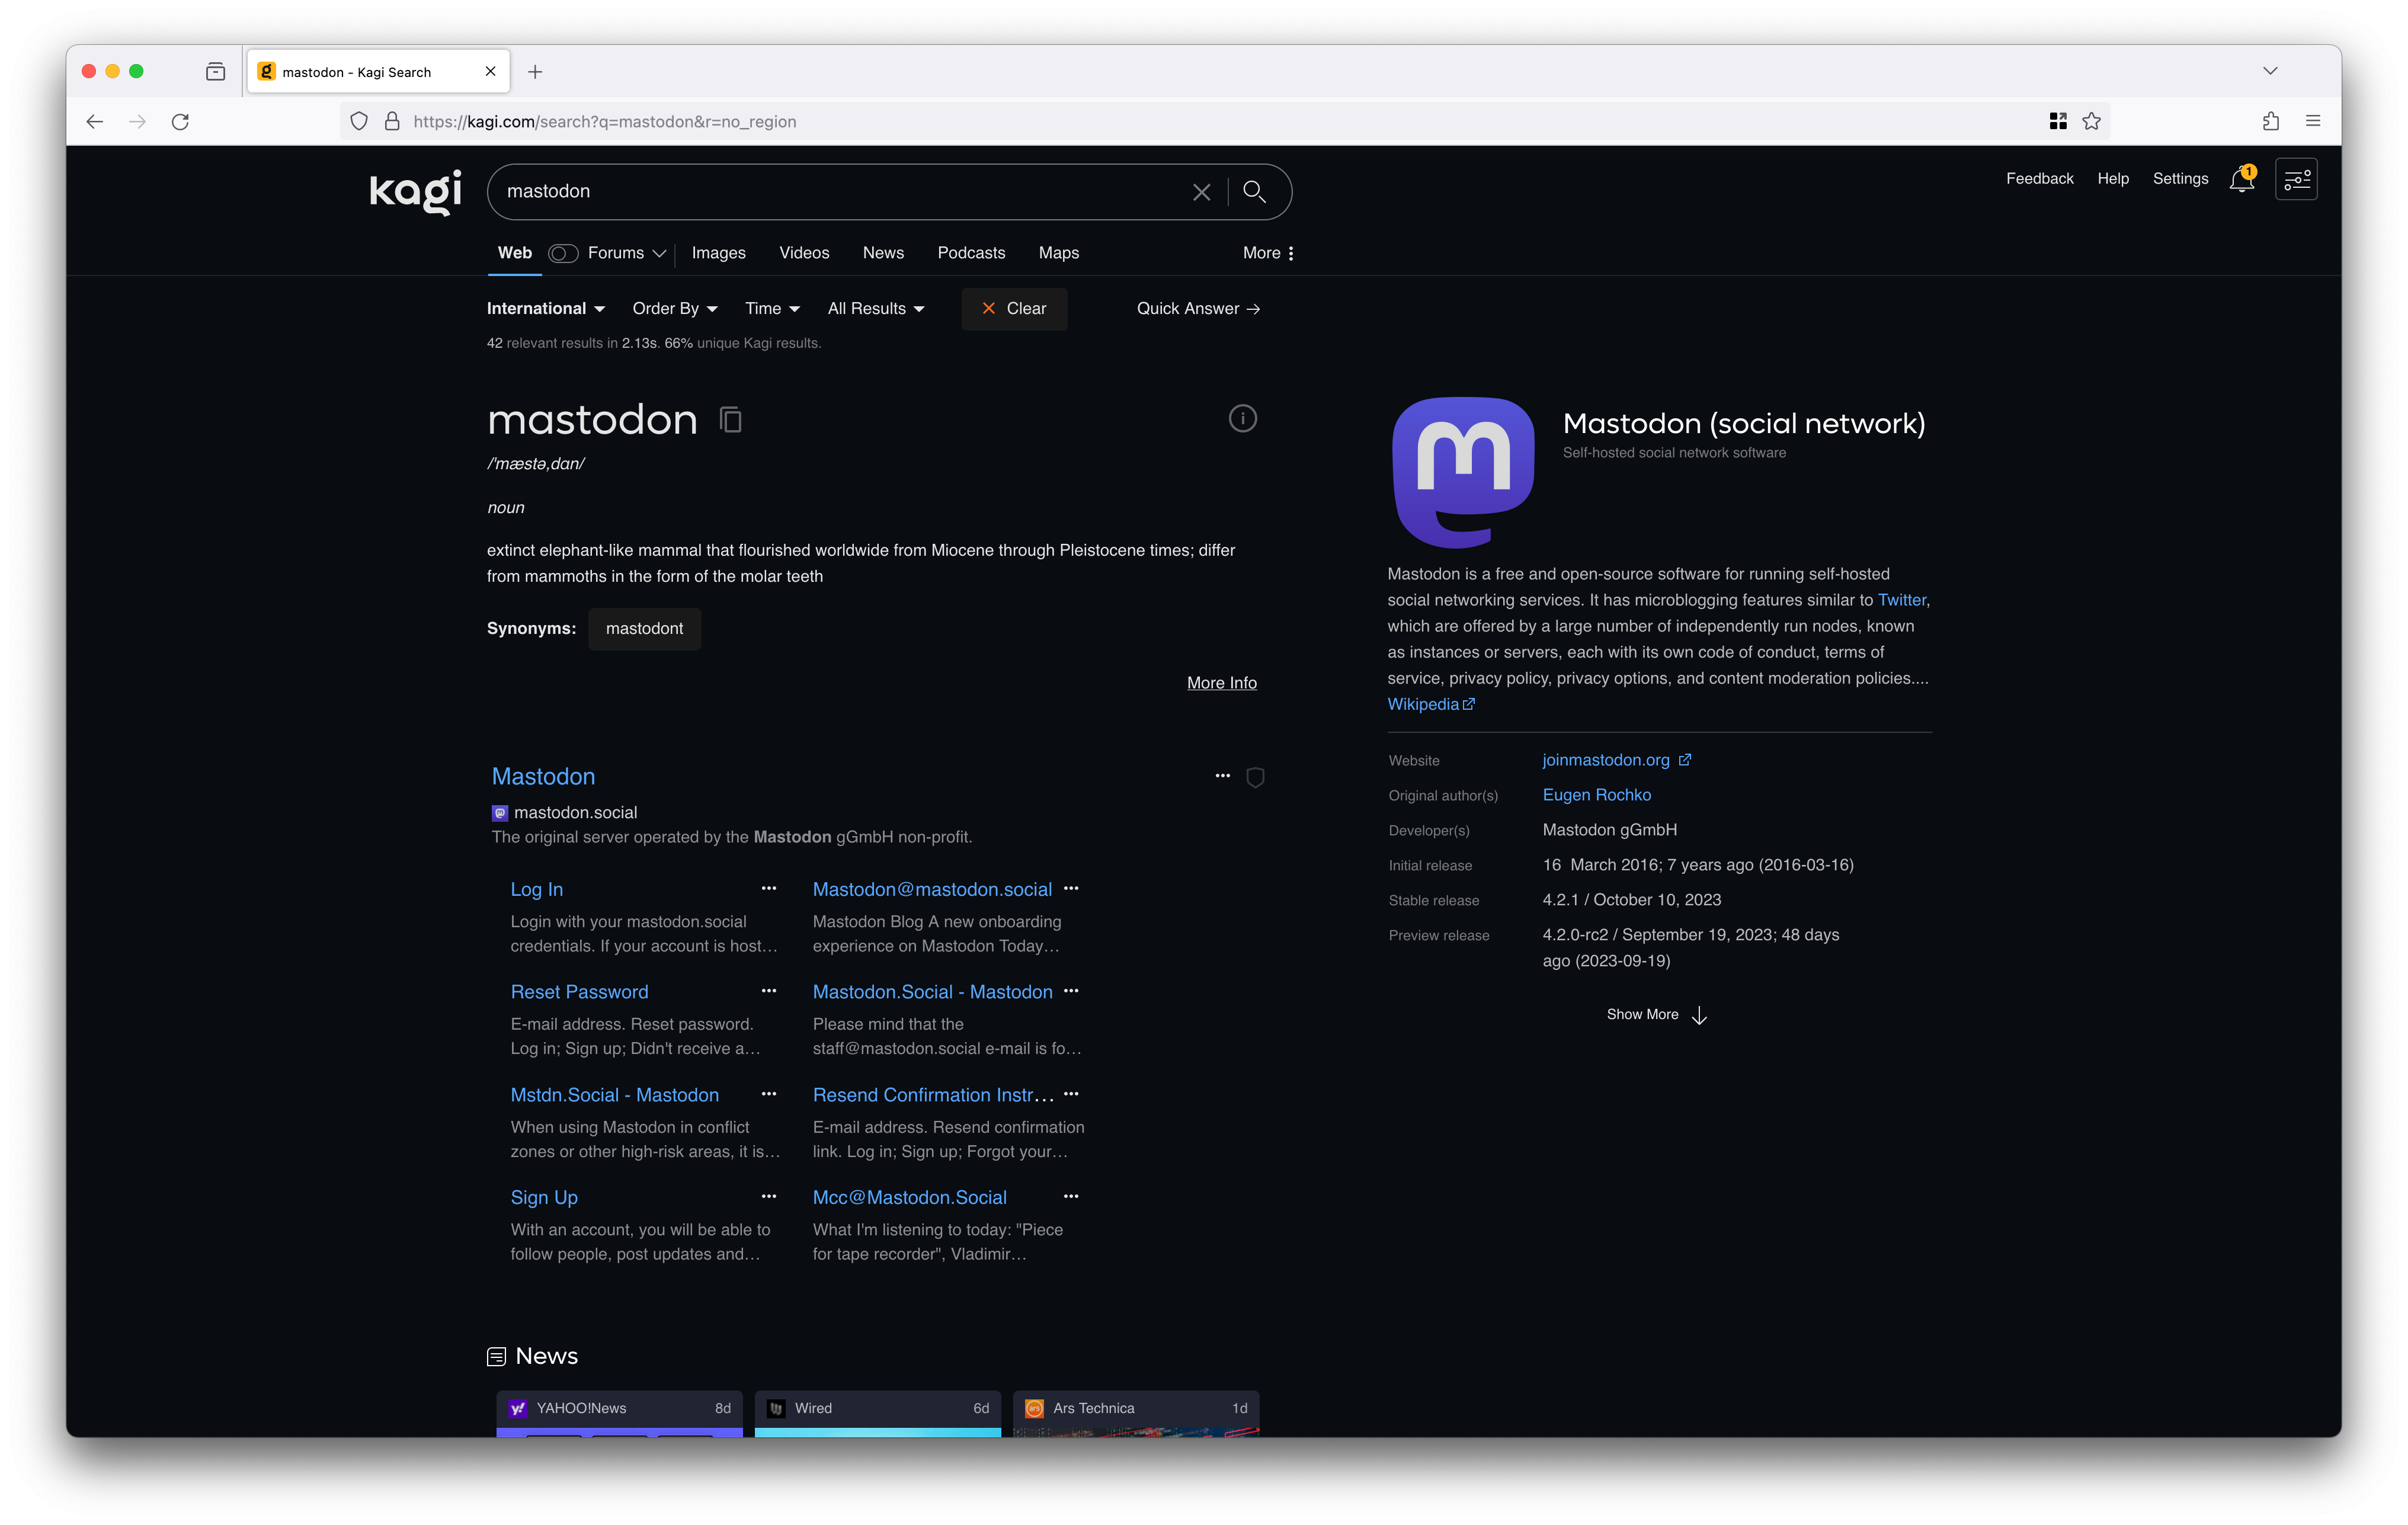 mastodon - Kagi Search
https://kagi.com/search?q=mastodon&r=no_region
kagi
mastodon
Feedback Help Settings 1
Web Forums Images Videos News Podcasts Maps More
International Order By Time All Results Clear Quick Answer
42 relevant results in 2.13s. 66% unique Kagi results.
mastodon
/'mæstə,dɑn/
noun
extinct elephant-like mammal that flourished worldwide from Miocene through Pleistocene times; differ
from mammoths in the form of the molar teeth
Synonyms: mastodont
More Info
Mastodon
mastodon.social
The original server operated by the Mastodon gGmbH non-profit.
Log In
Login with your mastodon.social
credentials. If your account is host...
Mastodon@mastodon.social
Mastodon Blog A new onboarding
experience on Mastodon Today...
Reset Password
E-mail address. Reset password.
Log in; Sign up; Didn't receive a...
Mastodon.Social - Mastodon
Please mind that the
staff@mastodon.social e-mail is fo...
Mstdn.Social - Mastodon
When using Mastodon in conflict
zones or other high-risk areas, it is...
Resend Confirmation Instr...
E-mail address. Resend confirmation
link. Log in; Sign up; Forgot your...
Sign Up
With an account, you will be able to
follow people, post updates and...
Mcc@Mastodon.Social
What I'm listening to today: "Piece
for tape recorder", Vladimir...
News
YAHOO!News 8d
Wired 6d
Ars Technica 1d
Mastodon (social network)
Self-hosted social network software
Mastodon is a free and open-source software for running self-hosted
social networking services. It has microblogging features similar to Twitter,
which are offered by a large number of independently run nodes, known
as instances or servers, each with its own code of conduct, terms of
service, privacy policy, privacy options, and content moderation policies....
Wikipedia
Website joinmastodon.org
Original author(s) Eugen Rochko
Developer(s) Mastodon gGmbH
Initial release 16 March 2016; 7 years ago (2016-03-16)
Stable release 4.2.1 / October 10, 2023
Preview release 4.2.0-rc2 / September 19, 2023; 48 days
ago (2023-09-19)
Show More